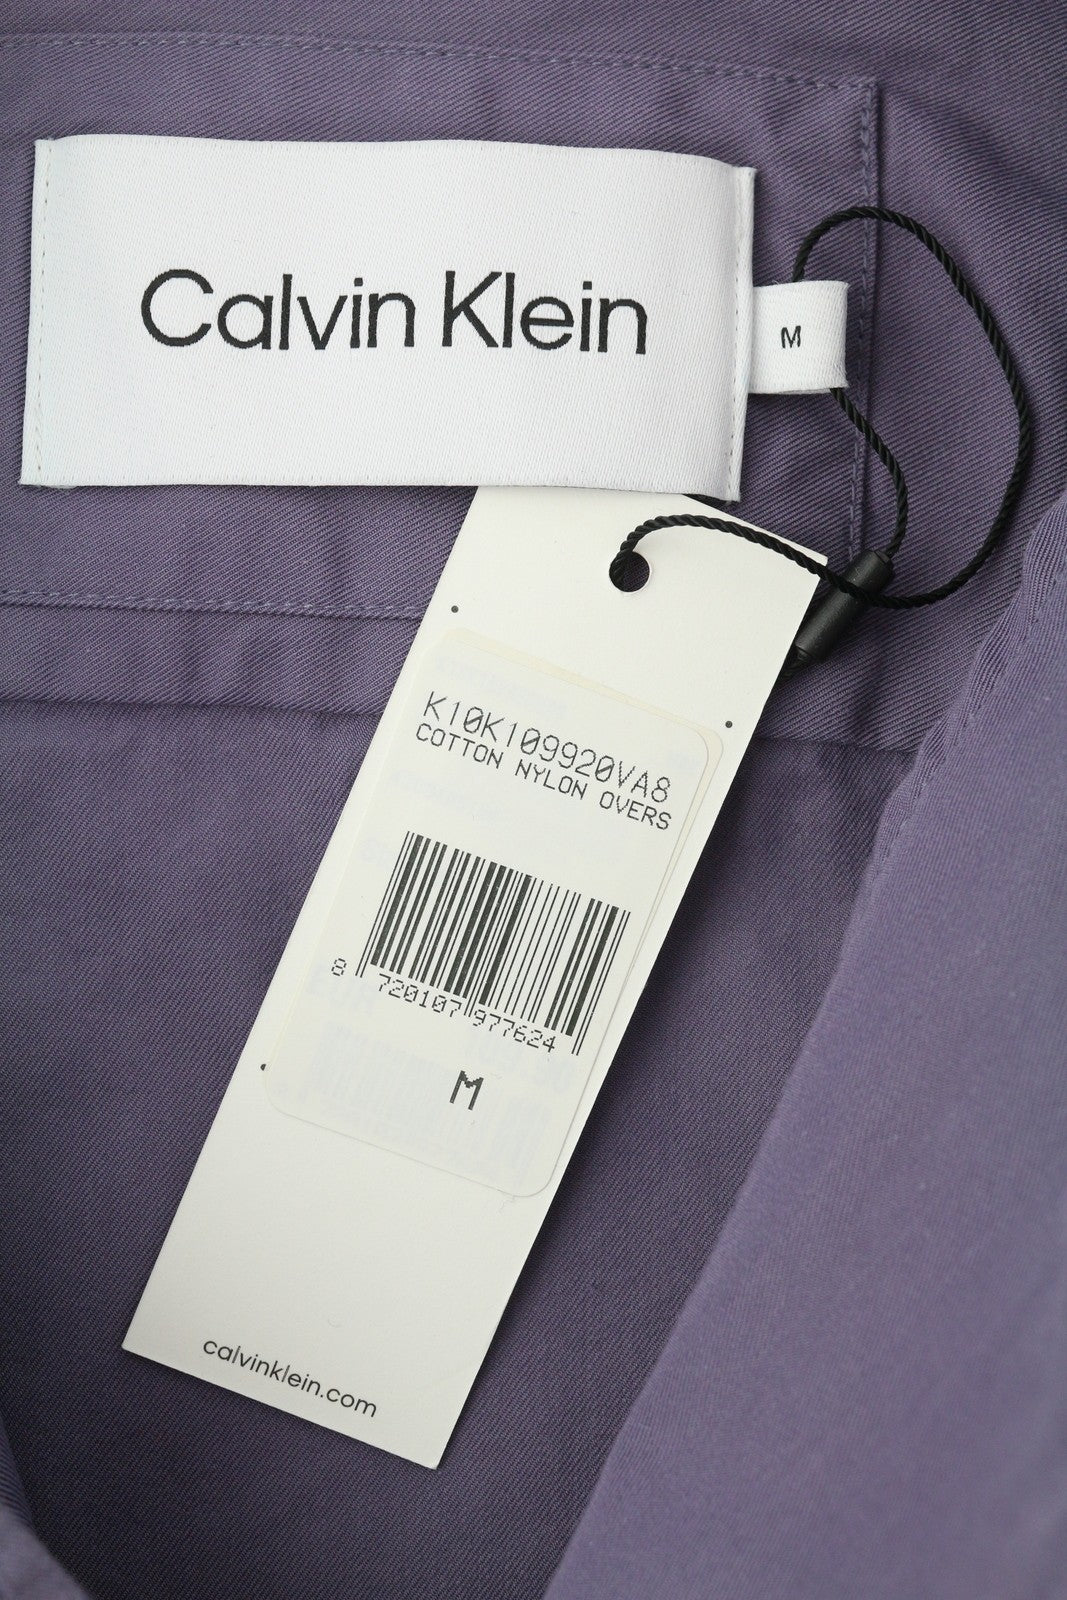 Calvin Klein
M
K10K109920VA8
COTTON NYLON OVERS
8 720107 977624
M
calvinklein.com